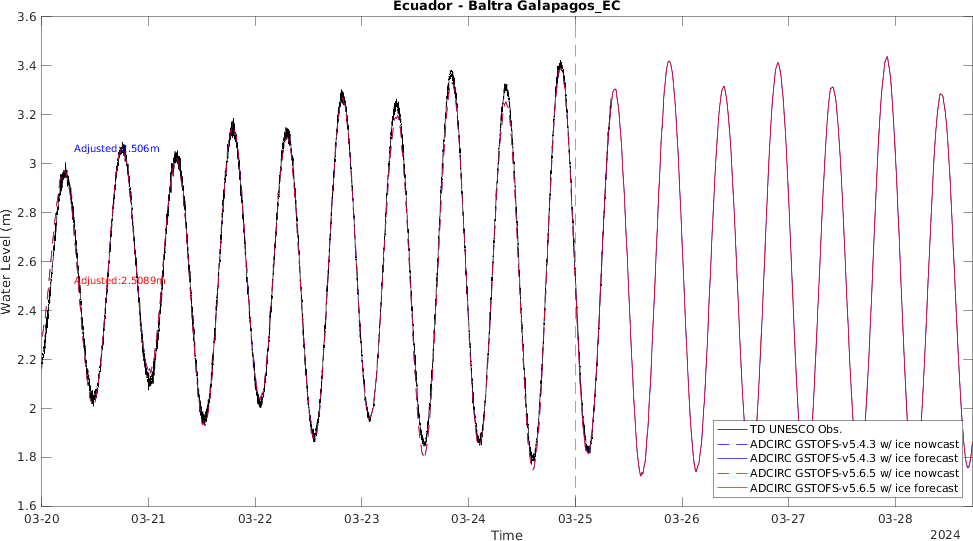 Ecuador - Baltra Galapagos_EC
3.6
3.4
3.2
3
2.8
2.6
2.4
2.2
2
1.8
1.6
Water Level (m)
Adjusted:2.5089m
TD UNESCO Obs.
ADCIRC GSTOFS-v5.4.3 w/ ice nowcast
ADCIRC GSTOFS-v5.4.3 w/ ice forecast
ADCIRC GSTOFS-v5.6.5 w/ ice nowcast
ADCIRC GSTOFS-v5.6.5 w/ ice forecast
03-20
03-21
03-22
03-23
03-24
03-25
03-26
03-27
03-28
Time
2024